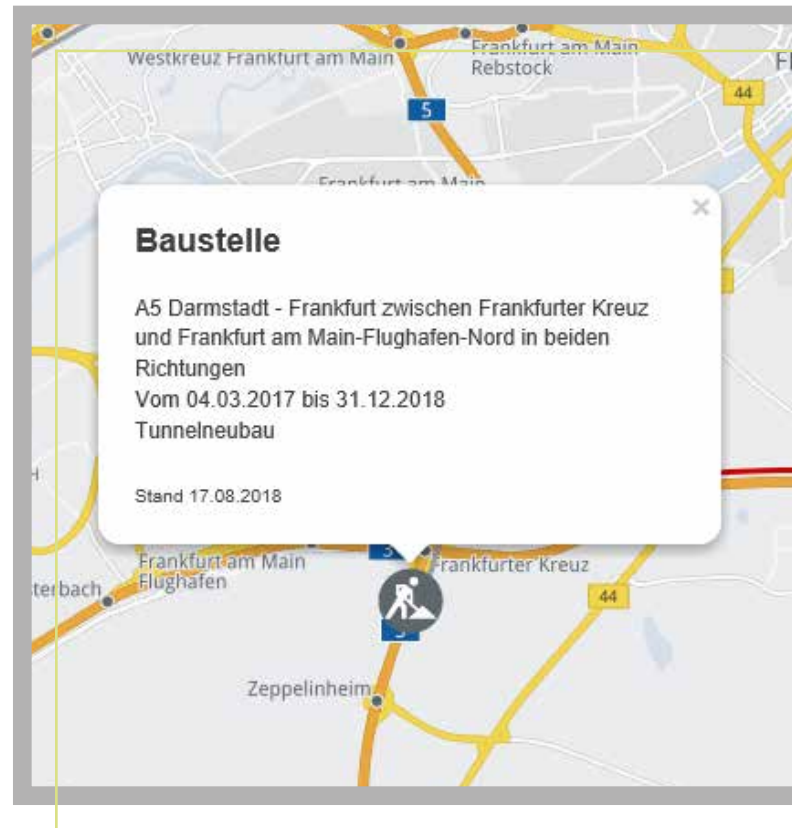 Westkreuz Frankfurt am Main
Frankfurt am Main
Rebstock
44
5
Frankfurt am Main
×
Baustelle
A5 Darmstadt - Frankfurt zwischen Frankfurter Kreuz
und Frankfurt am Main-Flughafen-Nord in beiden
Richtungen
Vom 04.03.2017 bis 31.12.2018
Tunnelneubau
Stand 17.08.2018
Frankfurt am Main
Flughafen
Frankfurter Kreuz
terbach
44
Zeppelinheim